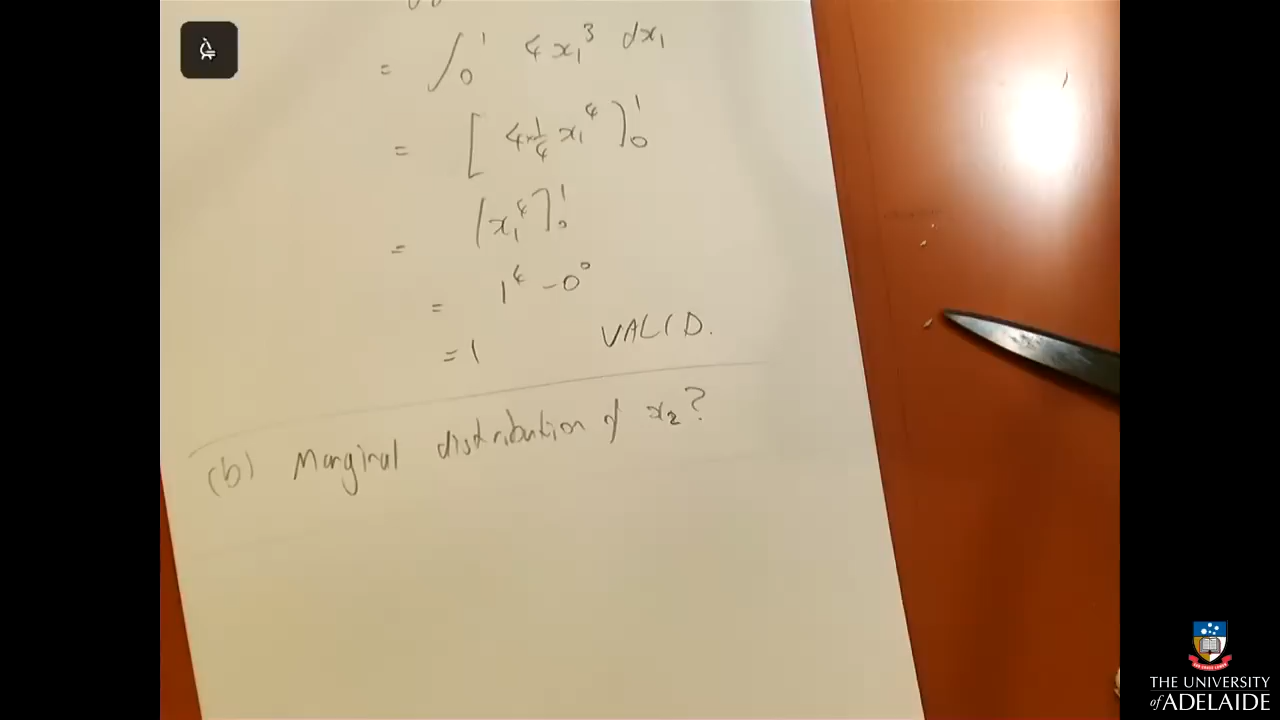 = ∫₀¹ 4x₁³ dx₁
= [4×¼ x₁⁴]₀¹
= [x₁⁴]₀¹
= 1⁴ - 0⁰
= 1 VALID.
(b) Marginal distribution of x₂?
THE UNIVERSITY
of ADELAIDE